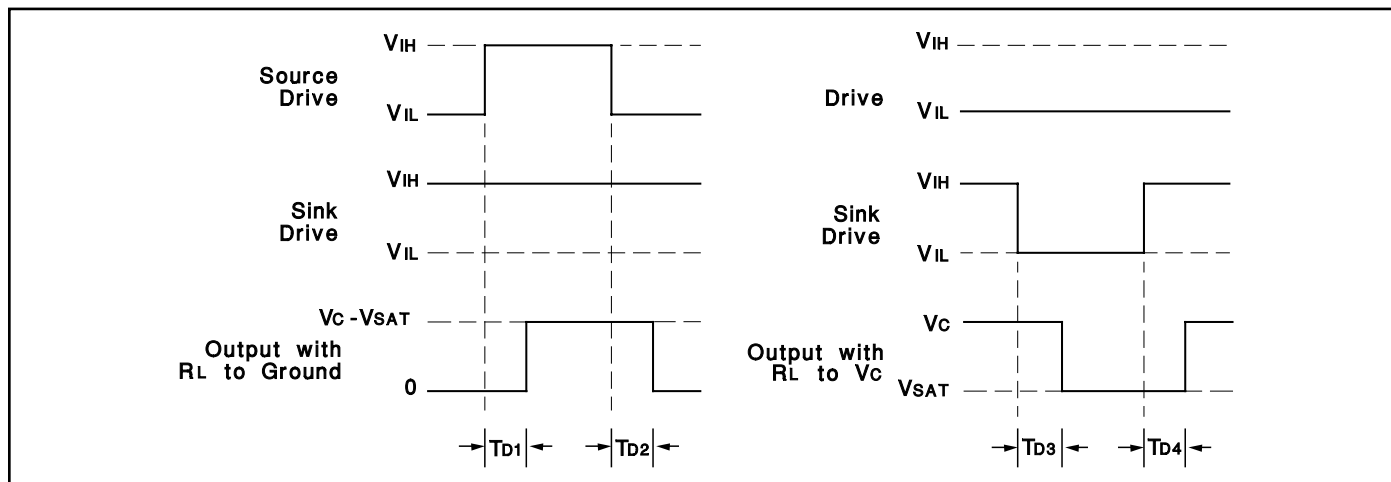 VIH
Source
Drive
VIL
VIH
Sink
Drive
VIL
VC -VSAT
Output with
RL to Ground
0
TD1
TD2
VIH
Drive
VIL
VIH
Sink
Drive
VIL
VC
Output with
RL to VC
VSAT
TD3
TD4